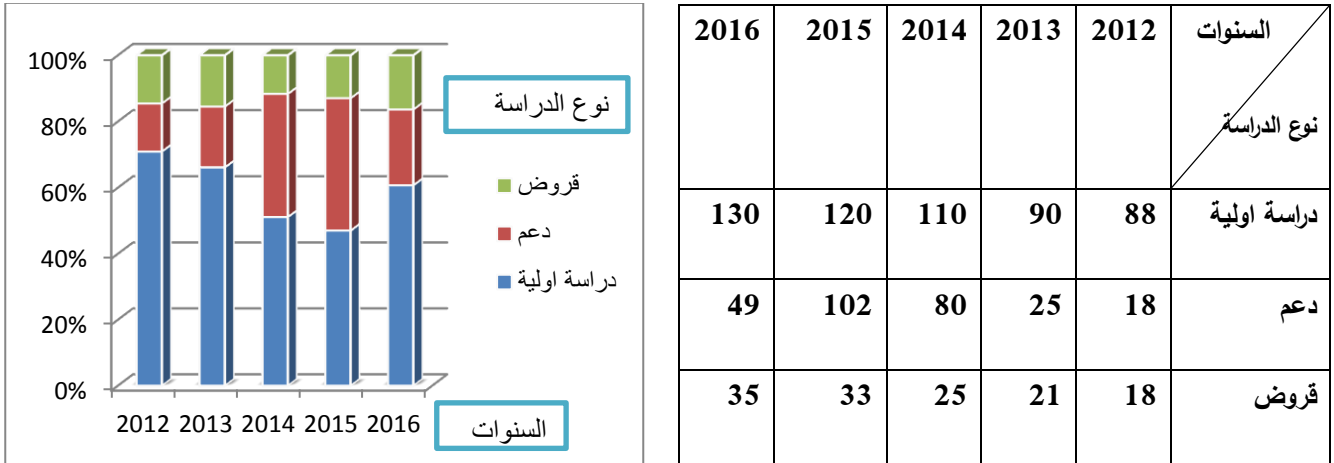 100%
80%
60%
40%
20%
0%
2012 2013 2014 2015 2016
السنوات
نوع الدراسة
قروض
دعم
دراسة اولية
السنوات 2012 2013 2014 2015 2016
نوع الدراسة
دراسة اولية 88 90 110 120 130
دعم 18 25 80 102 49
قروض 18 21 25 33 35